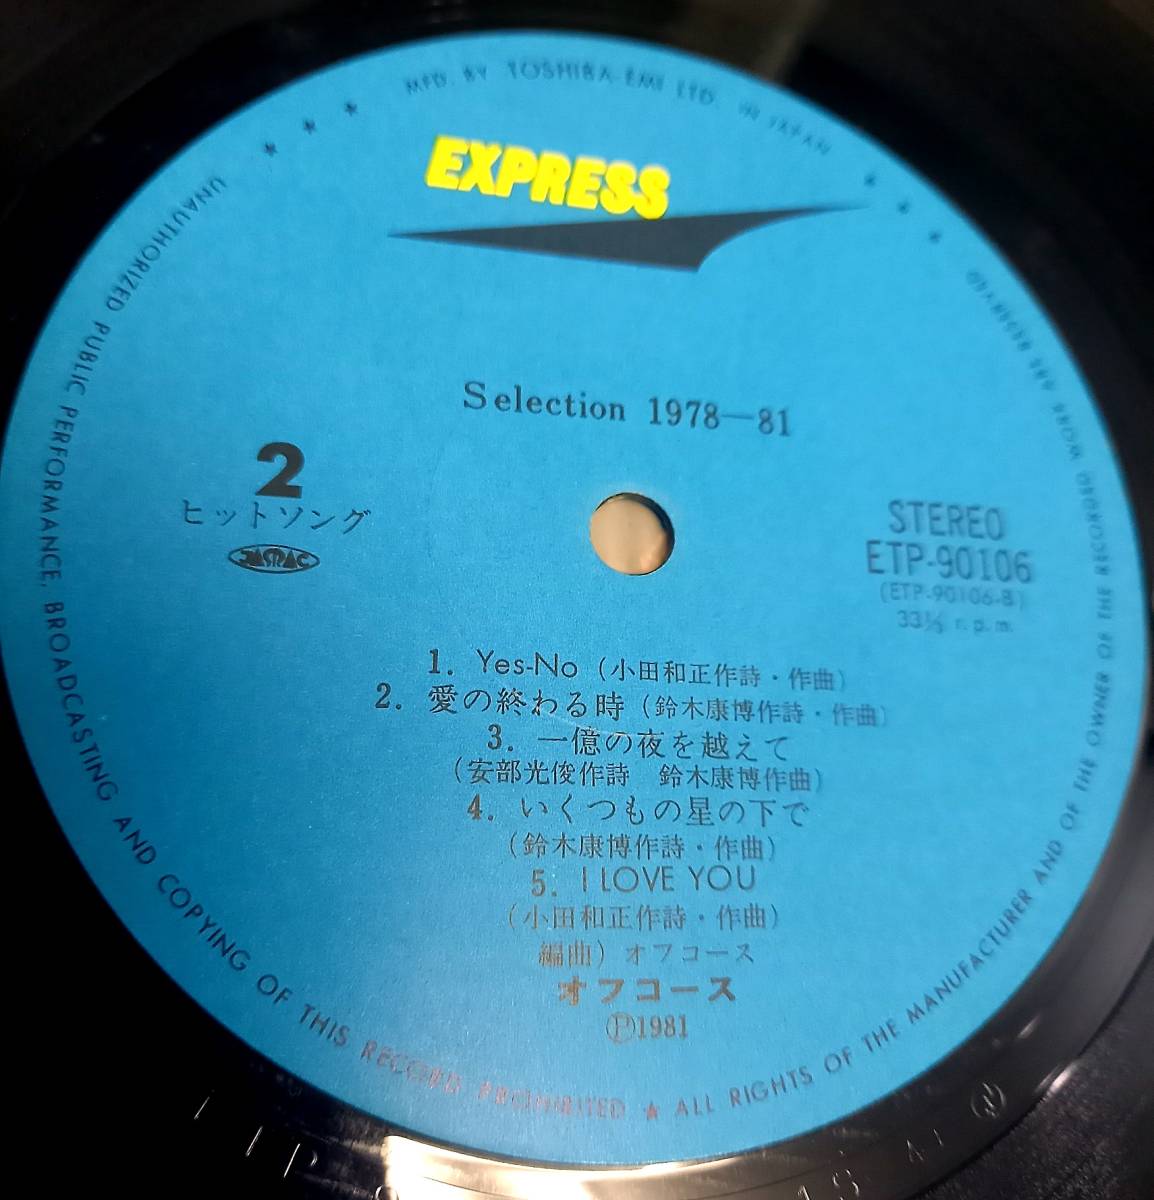 MFD. BY TOSHIBA-EMI LTD. IN JAPAN
EXPRESS
Selection 1978—81
2
ヒットソング
JASRAC
STEREO
ETP-90106
(ETP-90106-B)
33⅓ r.p.m.
1. Yes-No (小田和正作詩・作曲)
2. 愛の終わる時 (鈴木康博作詩・作曲)
3. 一億の夜を越えて
(安部光俊作詩 鈴木康博作曲)
4. いくつもの星の下で
(鈴木康博作詩・作曲)
5. I LOVE YOU
(小田和正作詩・作曲)
編曲) オフコース
オフコース
Ⓟ1981
UNAUTHORIZED PUBLIC PERFORMANCE, BROADCASTING AND COPYING OF THIS RECORD PROHIBITED ★ ALL RIGHTS OF THE MANUFACTURER AND OF THE OWNER OF THE RECORDED WORK ARE RESERVED